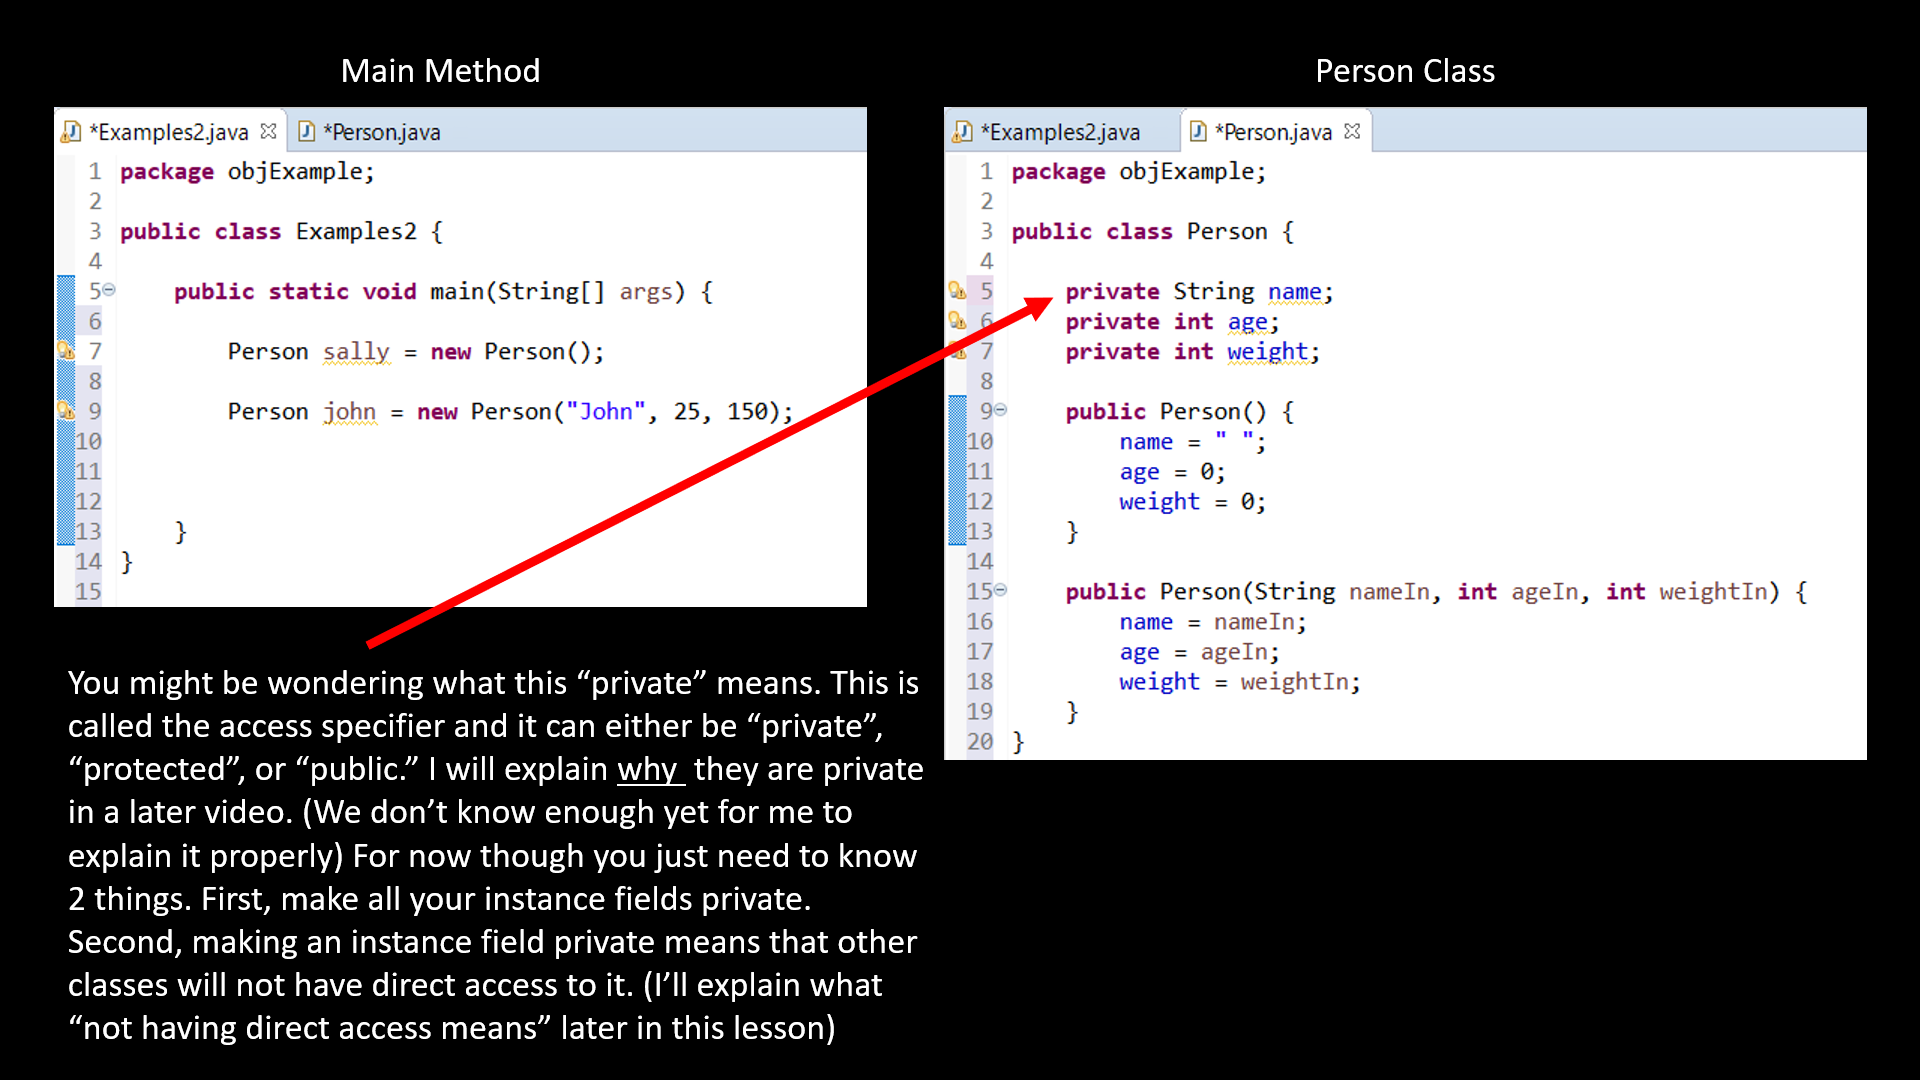 Main Method
*Examples2.java
*Person.java
1 package objExample;
2
3 public class Examples2 {
4
5 public static void main(String[] args) {
6
7 Person sally = new Person();
8
9 Person john = new Person("John", 25, 150);
10
11
12
13 }
14 }
15
Person Class
*Examples2.java
*Person.java
1 package objExample;
2
3 public class Person {
4
5 private String name;
6 private int age;
7 private int weight;
8
9 public Person() {
10 name = " ";
11 age = 0;
12 weight = 0;
13 }
14
15 public Person(String nameIn, int ageIn, int weightIn) {
16 name = nameIn;
17 age = ageIn;
18 weight = weightIn;
19 }
20 }
You might be wondering what this “private” means. This is
called the access specifier and it can either be “private”,
“protected”, or “public.” I will explain why they are private
in a later video. (We don’t know enough yet for me to
explain it properly) For now though you just need to know
2 things. First, make all your instance fields private.
Second, making an instance field private means that other
classes will not have direct access to it. (I’ll explain what
“not having direct access means” later in this lesson)